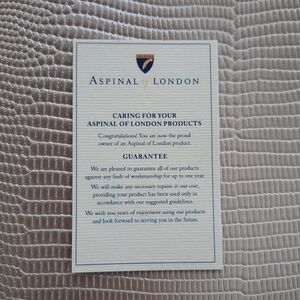 ASPINAL of LONDON
CARING FOR YOUR
ASPINAL OF LONDON PRODUCTS
Congratulations! You are now the proud
owner of an Aspinal of London product.
GUARANTEE
We are pleased to guarantee all of our products
against any fault of workmanship for up to one year.
We will make any necessary repairs at our cost,
providing your product has been used only in
accordance with our suggested guidelines.
We wish you years of enjoyment using our products
and look forward to serving you in the future.